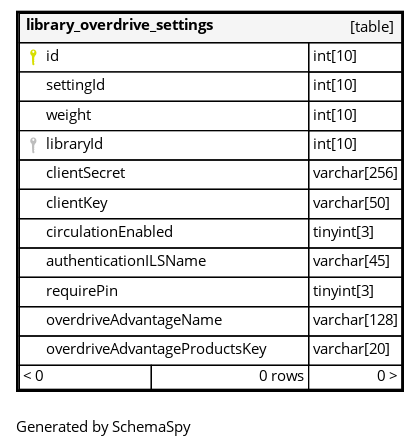 library_overdrive_settings [table]
id int[10]
settingId int[10]
weight int[10]
libraryId int[10]
clientSecret varchar[256]
clientKey varchar[50]
circulationEnabled tinyint[3]
authenticationILSName varchar[45]
requirePin tinyint[3]
overdriveAdvantageName varchar[128]
overdriveAdvantageProductsKey varchar[20]
< 0 0 rows 0 >
Generated by SchemaSpy